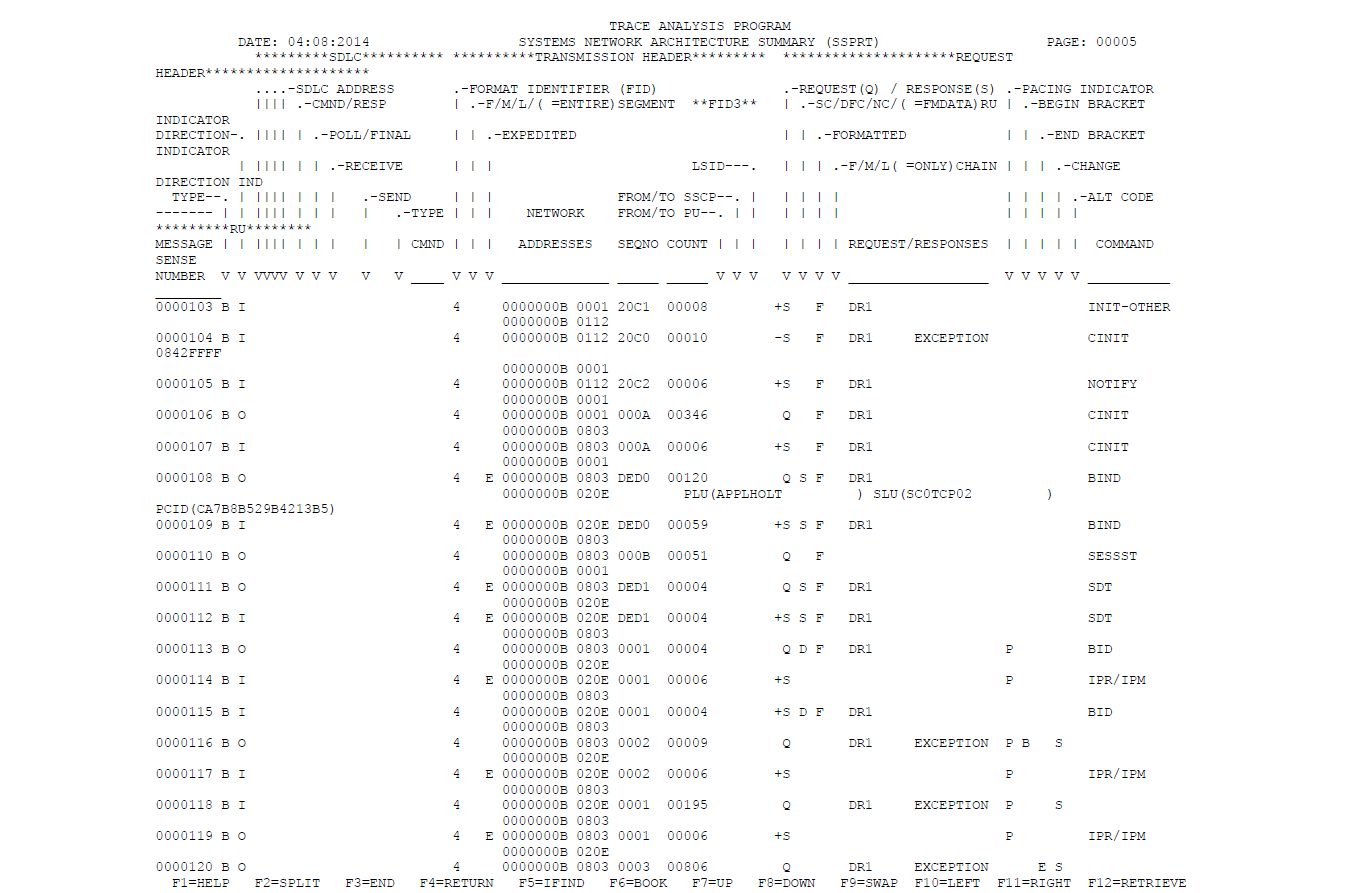 TRACE ANALYSIS PROGRAM
DATE: 04:08:2014 SYSTEMS NETWORK ARCHITECTURE SUMMARY (SSPRT) PAGE: 00005
*********SDLC********** **********TRANSMISSION HEADER********* *********************REQUEST
HEADER********************
....-SDLC ADDRESS .-FORMAT IDENTIFIER (FID) .-REQUEST(Q) / RESPONSE(S) .-PACING INDICATOR
|||| .-CMND/RESP | .-F/M/L/( =ENTIRE)SEGMENT **FID3** | .-SC/DFC/NC/( =FMDATA)RU | .-BEGIN BRACKET
INDICATOR
DIRECTION-. |||| | .-POLL/FINAL | | .-EXPEDITED | | .-FORMATTED | | .-END BRACKET
INDICATOR
| |||| | | .-RECEIVE | | | LSID---. | | | .-F/M/L( =ONLY)CHAIN | | | .-CHANGE
DIRECTION IND
TYPE--. | |||| | | | .-SEND | | | FROM/TO SSCP--. | | | | | | | | | .-ALT CODE
------- | | |||| | | | | .-TYPE | | | NETWORK FROM/TO PU--. | | | | | | | | | | |
*********RU********
MESSAGE | | |||| | | | | | CMND | | | ADDRESSES SEQNO COUNT | | | | | | | REQUEST/RESPONSES | | | | | COMMAND
SENSE
NUMBER V V VVVV V V V V V ____ V V V _____________ _____ _____ V V V V V V V _________________ V V V V V __________
________
0000103 B I 4 0000000B 0001 20C1 00008 +S F DR1 INIT-OTHER
0000000B 0112
0000104 B I 4 0000000B 0112 20C0 00010 -S F DR1 EXCEPTION CINIT
0842FFFF
0000000B 0001
0000105 B I 4 0000000B 0112 20C2 00006 +S F DR1 NOTIFY
0000000B 0001
0000106 B O 4 0000000B 0001 000A 00346 Q F DR1 CINIT
0000000B 0803
0000107 B I 4 0000000B 0803 000A 00006 +S F DR1 CINIT
0000000B 0001
0000108 B O 4 E 0000000B 0803 DED0 00120 Q S F DR1 BIND
0000000B 020E PLU(APPLHOLT ) SLU(SC0TCP02 )
PCID(CA7B8B529B4213B5)
0000109 B I 4 E 0000000B 020E DED0 00059 +S S F DR1 BIND
0000000B 0803
0000110 B O 4 0000000B 0803 000B 00051 Q F SESSST
0000000B 0001
0000111 B O 4 E 0000000B 0803 DED1 00004 Q S F DR1 SDT
0000000B 020E
0000112 B I 4 E 0000000B 020E DED1 00004 +S S F DR1 SDT
0000000B 0803
0000113 B O 4 0000000B 0803 0001 00004 Q D F DR1 P BID
0000000B 020E
0000114 B I 4 E 0000000B 020E 0001 00006 +S P IPR/IPM
0000000B 0803
0000115 B I 4 0000000B 020E 0001 00004 +S D F DR1 BID
0000000B 0803
0000116 B O 4 0000000B 0803 0002 00009 Q DR1 EXCEPTION P B S
0000000B 020E
0000117 B I 4 E 0000000B 020E 0002 00006 +S P IPR/IPM
0000000B 0803
0000118 B I 4 0000000B 020E 0001 00195 Q DR1 EXCEPTION P S
0000000B 0803
0000119 B O 4 E 0000000B 0803 0001 00006 +S P IPR/IPM
0000000B 020E
0000120 B O 4 0000000B 0803 0003 00806 Q DR1 EXCEPTION E S
F1=HELP F2=SPLIT F3=END F4=RETURN F5=IFIND F6=BOOK F7=UP F8=DOWN F9=SWAP F10=LEFT F11=RIGHT F12=RETRIEVE